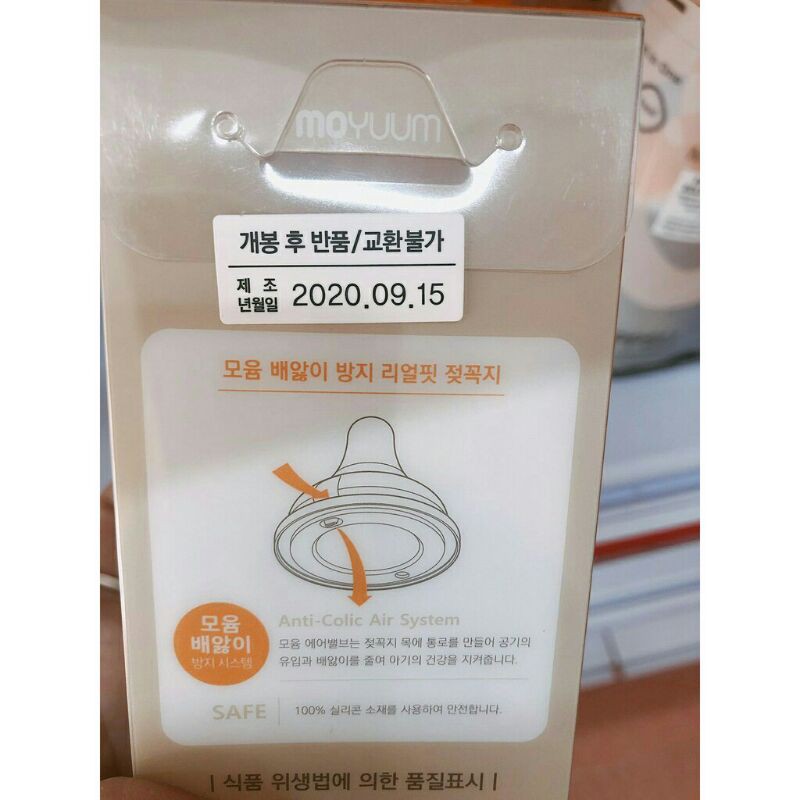 moyuum
개봉 후 반품/교환불가
제 조
년월일 2020.09.15
모윰 배앓이 방지 리얼핏 젖꼭지
Anti-Colic Air System
모윰
배앓이
방지 시스템
모윰 에어밸브는 젖꼭지 목에 통로를 만들어 공기의
유입과 배앓이를 줄여 아기의 건강을 지켜줍니다.
SAFE
100% 실리콘 소재를 사용하여 안전합니다.
| 식품 위생법에 의한 품질표시 |